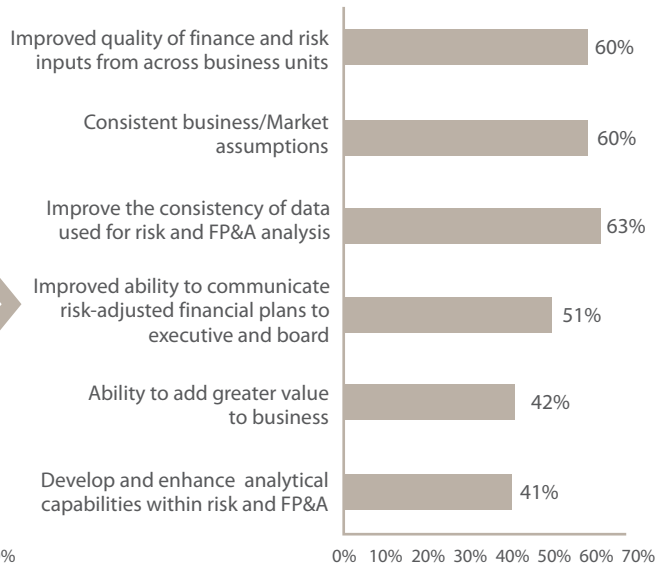 Improved quality of finance and risk
inputs from across business units
60%
Consistent business/Market
assumptions
60%
Improve the consistency of data
used for risk and FP&A analysis
63%
Improved ability to communicate
risk-adjusted financial plans to
executive and board
51%
Ability to add greater value
to business
42%
Develop and enhance analytical
capabilities within risk and FP&A
41%
0% 10% 20% 30% 40% 50% 60% 70%